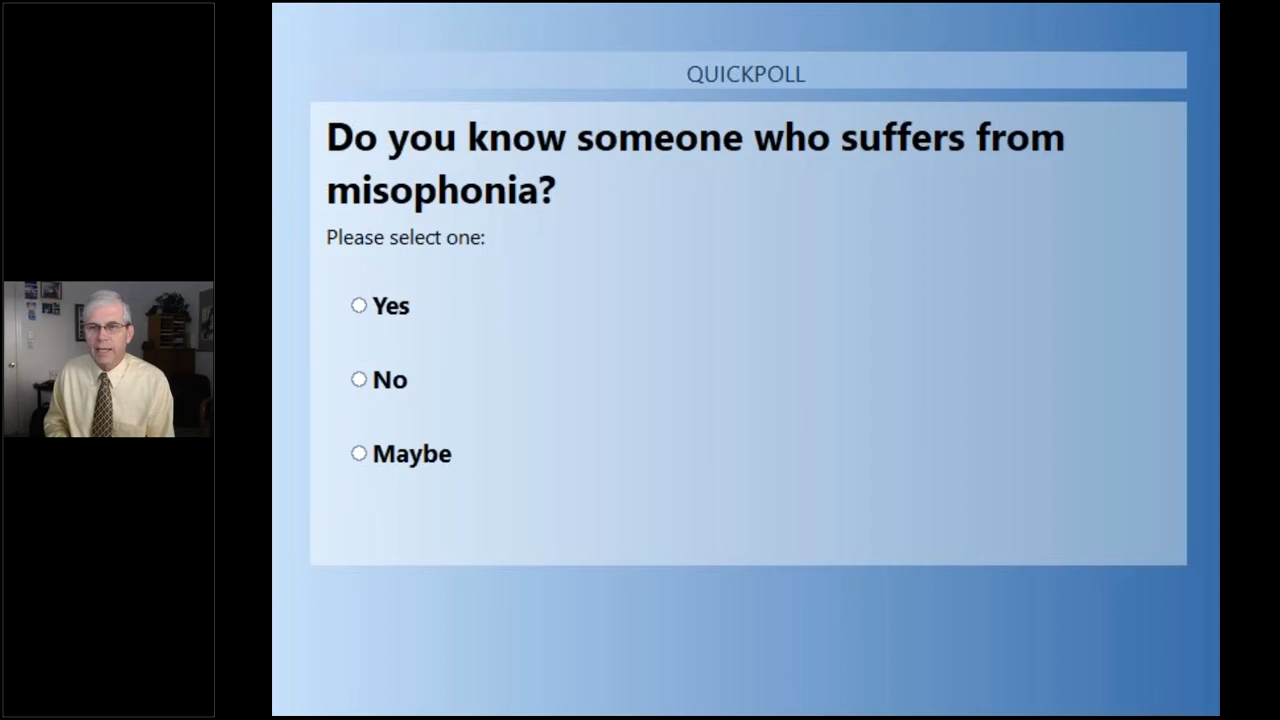 QUICKPOLL
Do you know someone who suffers from
misophonia?
Please select one:
Yes
No
Maybe